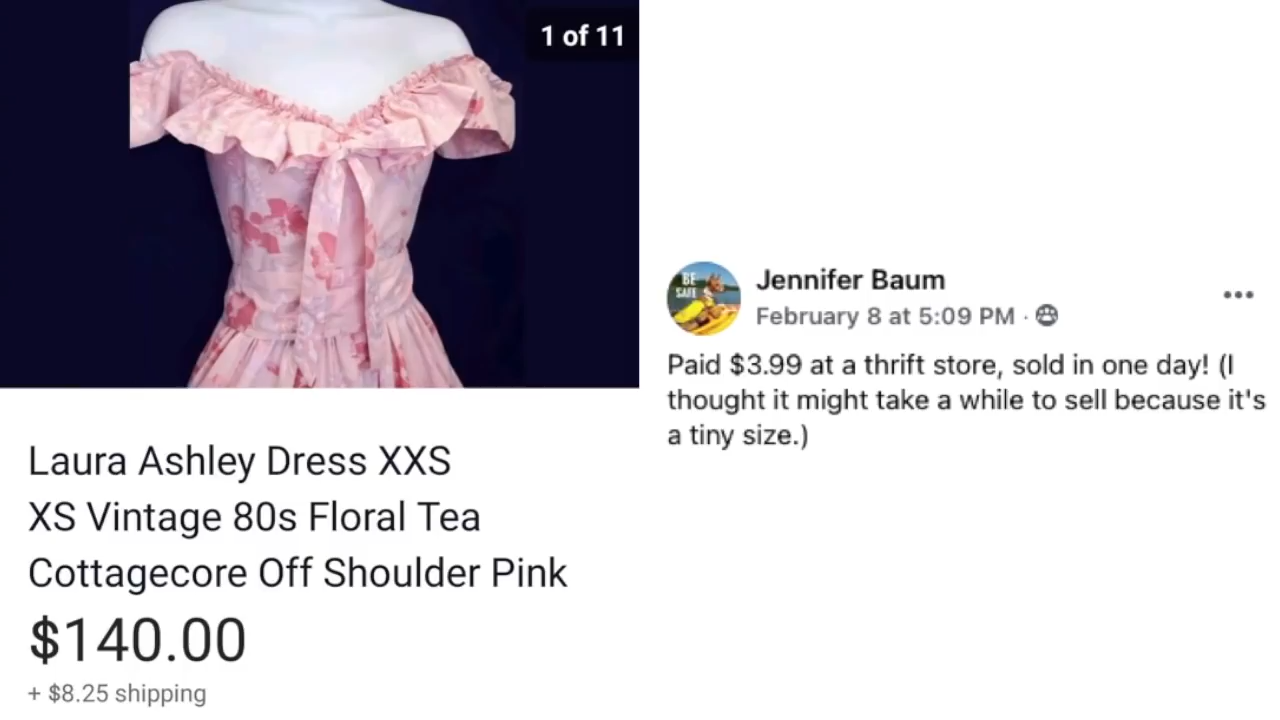 1 of 11
Laura Ashley Dress XXS
XS Vintage 80s Floral Tea
Cottagecore Off Shoulder Pink
$140.00
+ $8.25 shipping
BE
SAFE
Jennifer Baum
February 8 at 5:09 PM ·
Paid $3.99 at a thrift store, sold in one day! (I
thought it might take a while to sell because it's
a tiny size.)